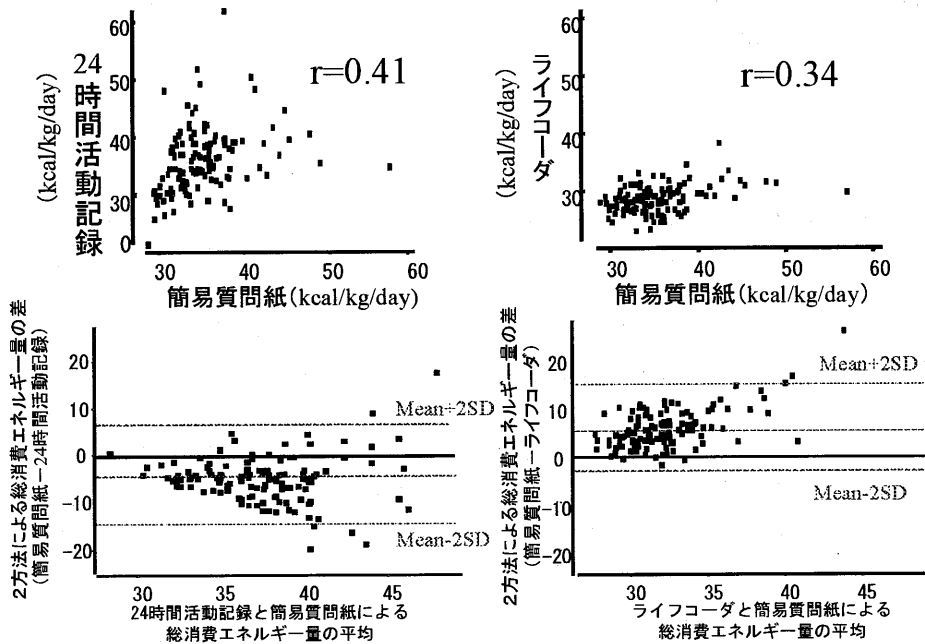 24時間活動記録
(kcal/kg/day)
60
50
40
30
0
r=0.41
30
40
50
60
簡易質問紙(kcal/kg/day)
ライフコーダ
(kcal/kg/day)
60
50
40
30
r=0.34
30
40
50
60
簡易質問紙(kcal/kg/day)
2方法による総消費エネルギー量の差
(簡易質問紙−24時間活動記録)
20
10
0
−10
−20
Mean+2SD
Mean-2SD
30
35
40
45
24時間活動記録と簡易質問紙による
総消費エネルギー量の平均
2方法による総消費エネルギー量の差
(簡易質問紙−ライフコーダ)
20
10
0
−10
−20
Mean+2SD
Mean-2SD
30
35
40
45
ライフコーダと簡易質問紙による
総消費エネルギー量の平均